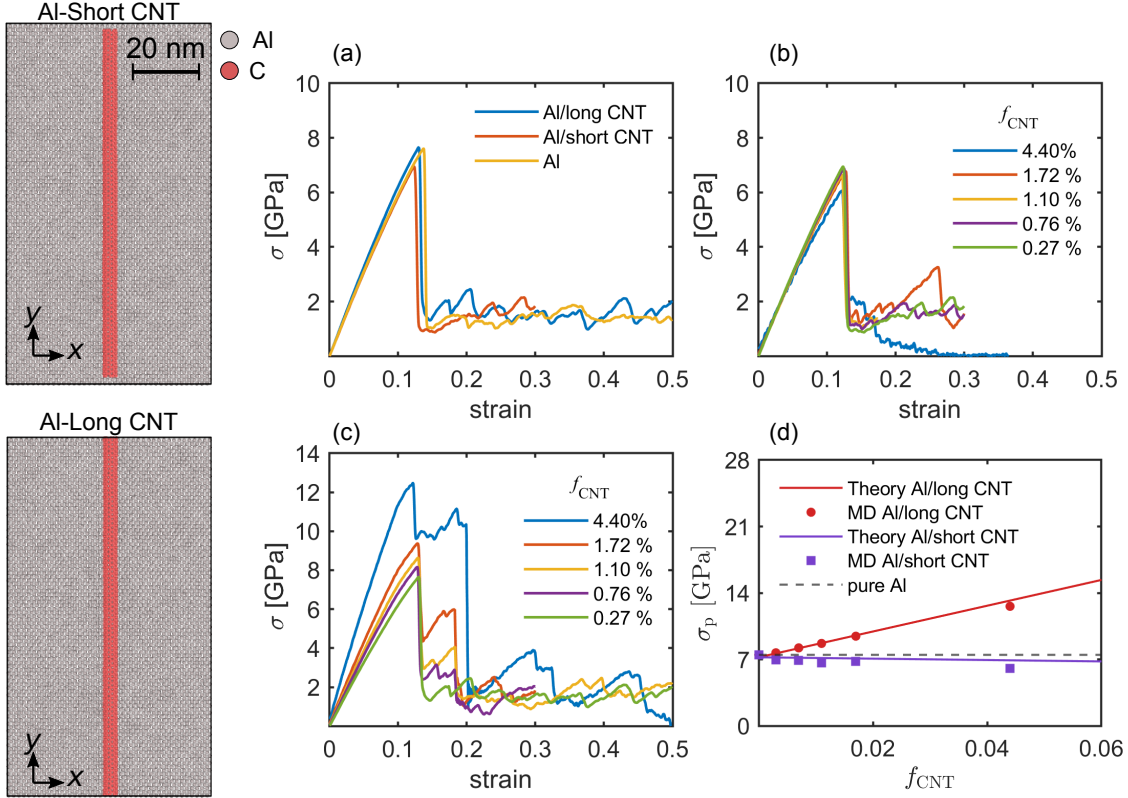 Al-Short CNT
20 nm
Al
C
y
x
Al-Long CNT
y
x
(a)
10
8
6
4
2
σ [GPa]
Al/long CNT
Al/short CNT
Al
0
0.1
0.2
0.3
0.4
0.5
strain
(b)
10
8
6
4
2
σ [GPa]
f_CNT
4.40%
1.72 %
1.10 %
0.76 %
0.27 %
0
0.1
0.2
0.3
0.4
0.5
strain
(c)
14
12
10
8
6
4
2
σ [GPa]
f_CNT
4.40%
1.72 %
1.10 %
0.76 %
0.27 %
0
0.1
0.2
0.3
0.4
0.5
strain
(d)
28
21
14
7
0
σ_p [GPa]
Theory Al/long CNT
MD Al/long CNT
Theory Al/short CNT
MD Al/short CNT
pure Al
0.02
0.04
0.06
f_CNT